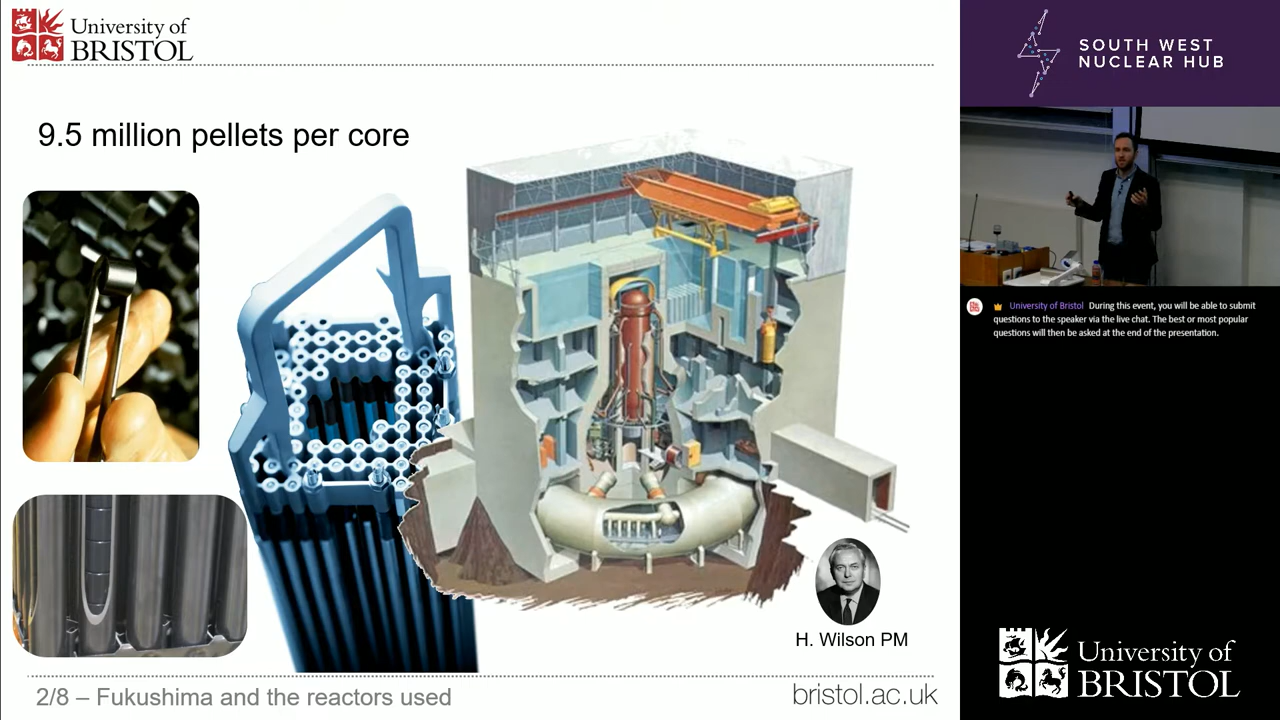 University of
BRISTOL
9.5 million pellets per core
H. Wilson PM
2/8 – Fukushima and the reactors used
bristol.ac.uk
SOUTH WEST
NUCLEAR HUB
University of Bristol During this event, you will be able to submit
questions to the speaker via the live chat. The best or most popular
questions will then be asked at the end of the presentation.
University of
BRISTOL